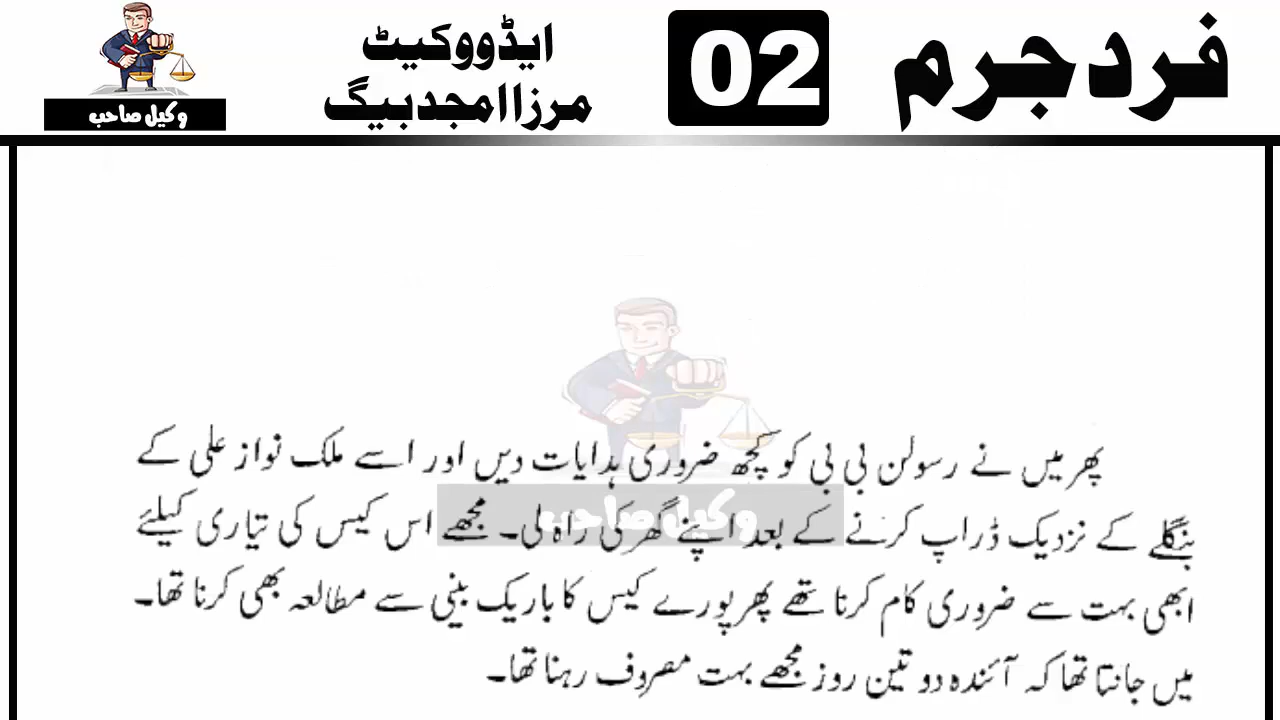 فرد جرم
02
ایڈووکیٹ
مرزا امجد بیگ
وکیل صاحب
پھر میں نے رسولن بی بی کو کچھ ضروری ہدایات دیں اور اسے ملک نواز علی کے
بنگلے کے نزدیک ڈراپ کرنے کے بعد اپنے گھر کی راہ لی۔ مجھے اس کیس کی تیاری کیلئے
ابھی بہت سے ضروری کام کرنا تھے پھر پورے کیس کا باریک بینی سے مطالعہ بھی کرنا تھا۔
میں جانتا تھا کہ آئندہ دو تین روز مجھے بہت مصروف رہنا تھا۔
وکیل صاحب